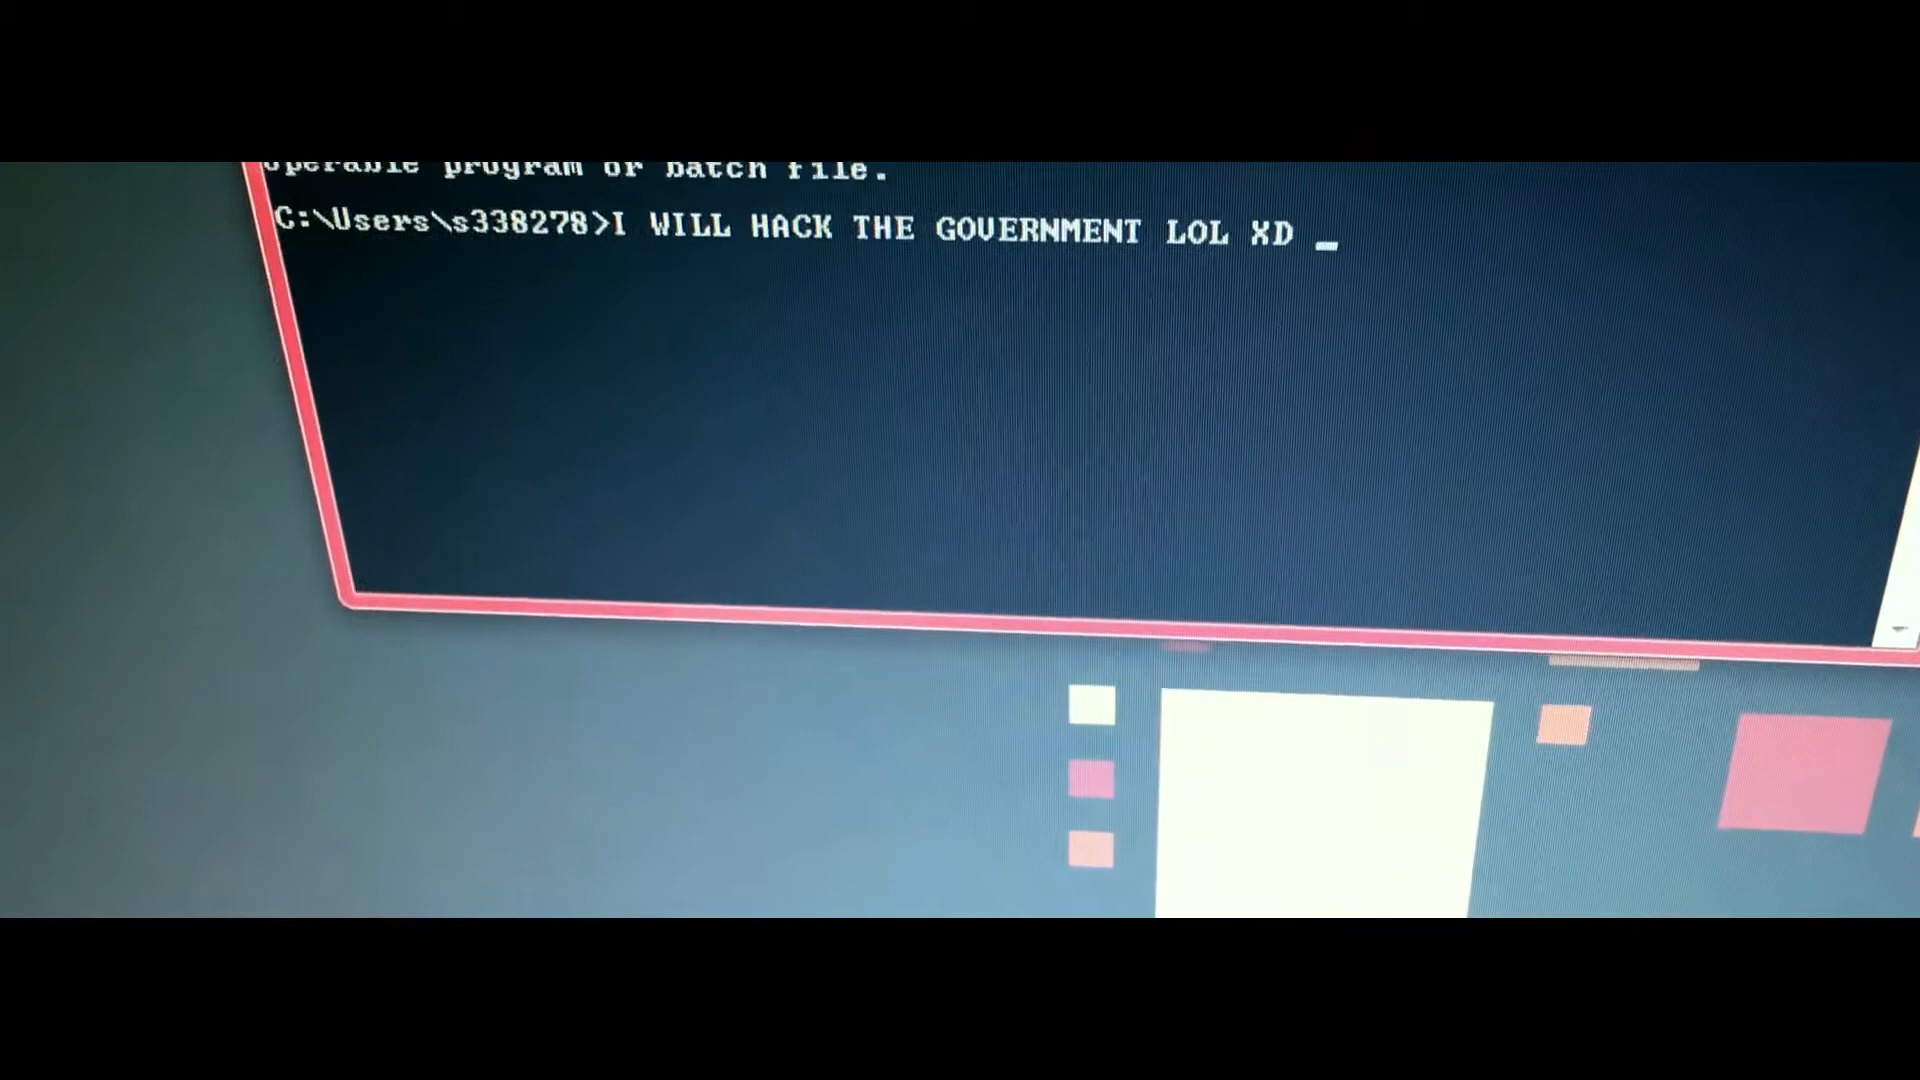 operable program or batch file.
C:\Users\s338278>I WILL HACK THE GOVERNMENT LOL XD _